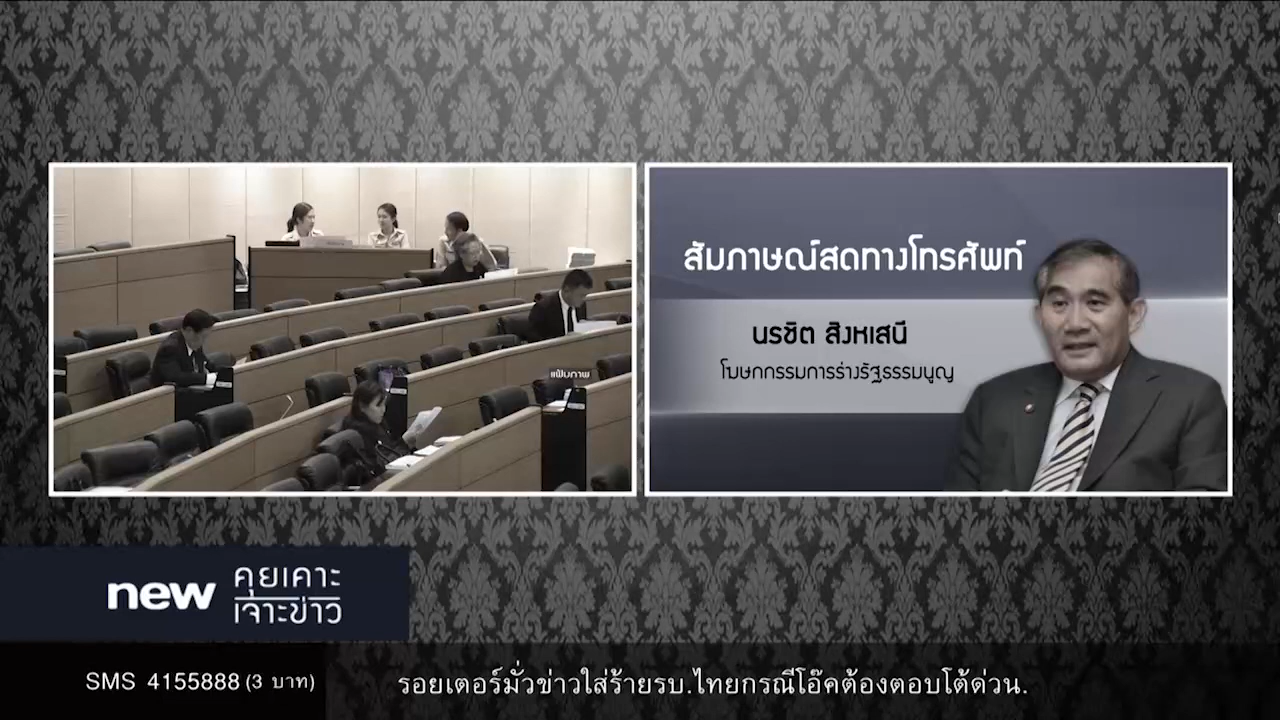 สัมภาษณ์สดทางโทรศัพท์
นรชิต สิงหเสนี
โฆษกกรรมการร่างรัฐธรรมนูญ
แฟ้มภาพ
new คุยเคาะ
เจาะข่าว
SMS 4155888 (3 บาท)
รอยเตอร์มั่วข่าวใส่ร้ายรบ.ไทยกรณีโอ๊คต้องตอบโต้ด่วน.